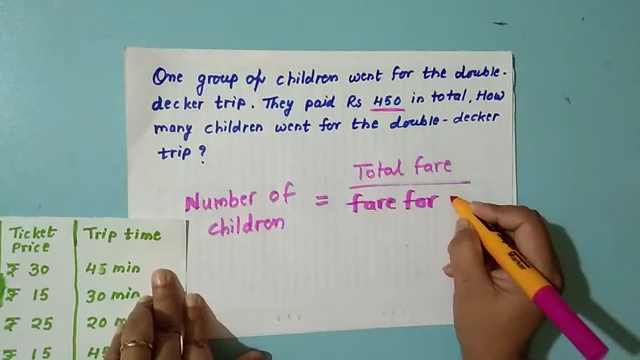 One group of children went for the double-
decker trip. They paid Rs 450 in total. How
many children went for the double-decker
trip?
Number of children = Total fare
fare for
Ticket Price Trip time
₹ 30 45 min
₹ 15 30 min
₹ 25 20 m
₹ 15 45